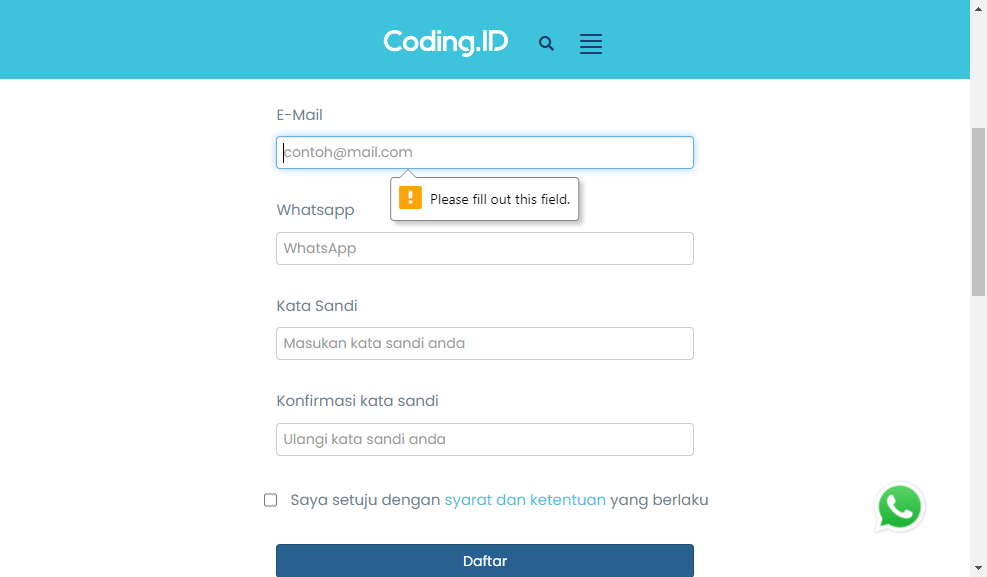 Coding.ID
E-Mail
contoh@mail.com
Please fill out this field.
Whatsapp
WhatsApp
Kata Sandi
Masukan kata sandi anda
Konfirmasi kata sandi
Ulangi kata sandi anda
Saya setuju dengan syarat dan ketentuan yang berlaku
Daftar